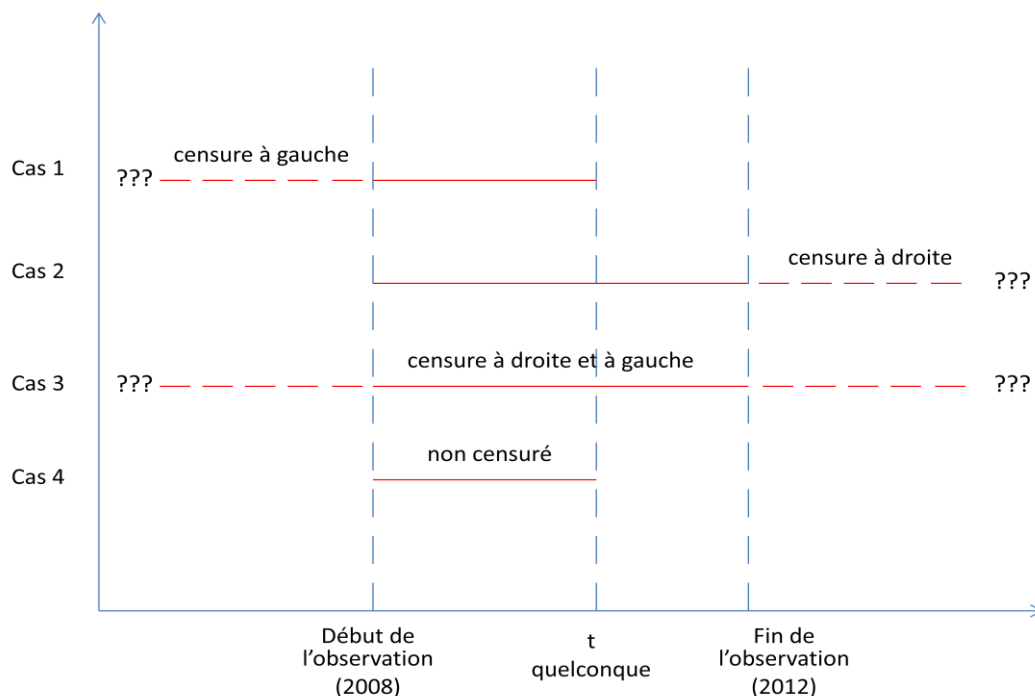 censure à gauche
Cas 1
???
Cas 2
censure à droite
???
censure à droite et à gauche
Cas 3
???
???
non censuré
Cas 4
Début de
l’observation
(2008)
t
quelconque
Fin de
l’observation
(2012)